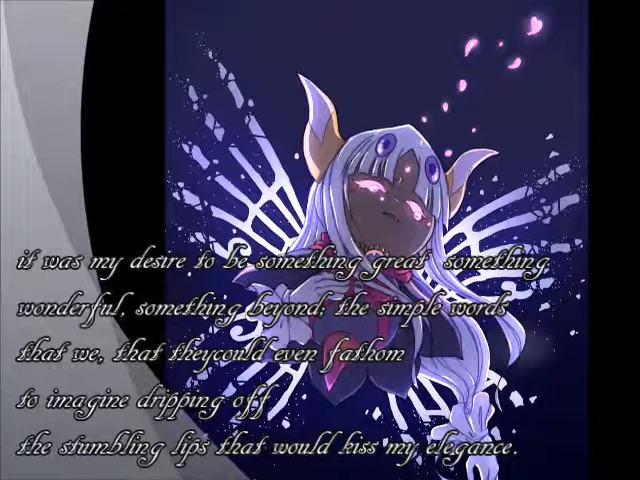 it was my desire to be something great  something
wonderful, something beyond; the simple words
that we, that theycould even fathom
to imagine dripping off
the stumbling lips that would kiss my elegance.